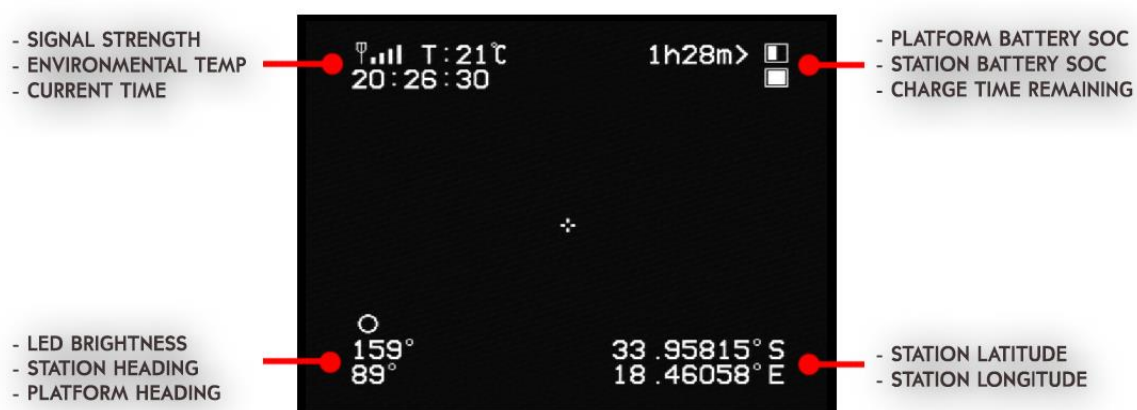 - SIGNAL STRENGTH
- ENVIRONMENTAL TEMP
- CURRENT TIME
T:21℃
20:26:30
1h28m>
- PLATFORM BATTERY SOC
- STATION BATTERY SOC
- CHARGE TIME REMAINING
- LED BRIGHTNESS
- STATION HEADING
- PLATFORM HEADING
159°
89°
33.95815°S
18.46058°E
- STATION LATITUDE
- STATION LONGITUDE